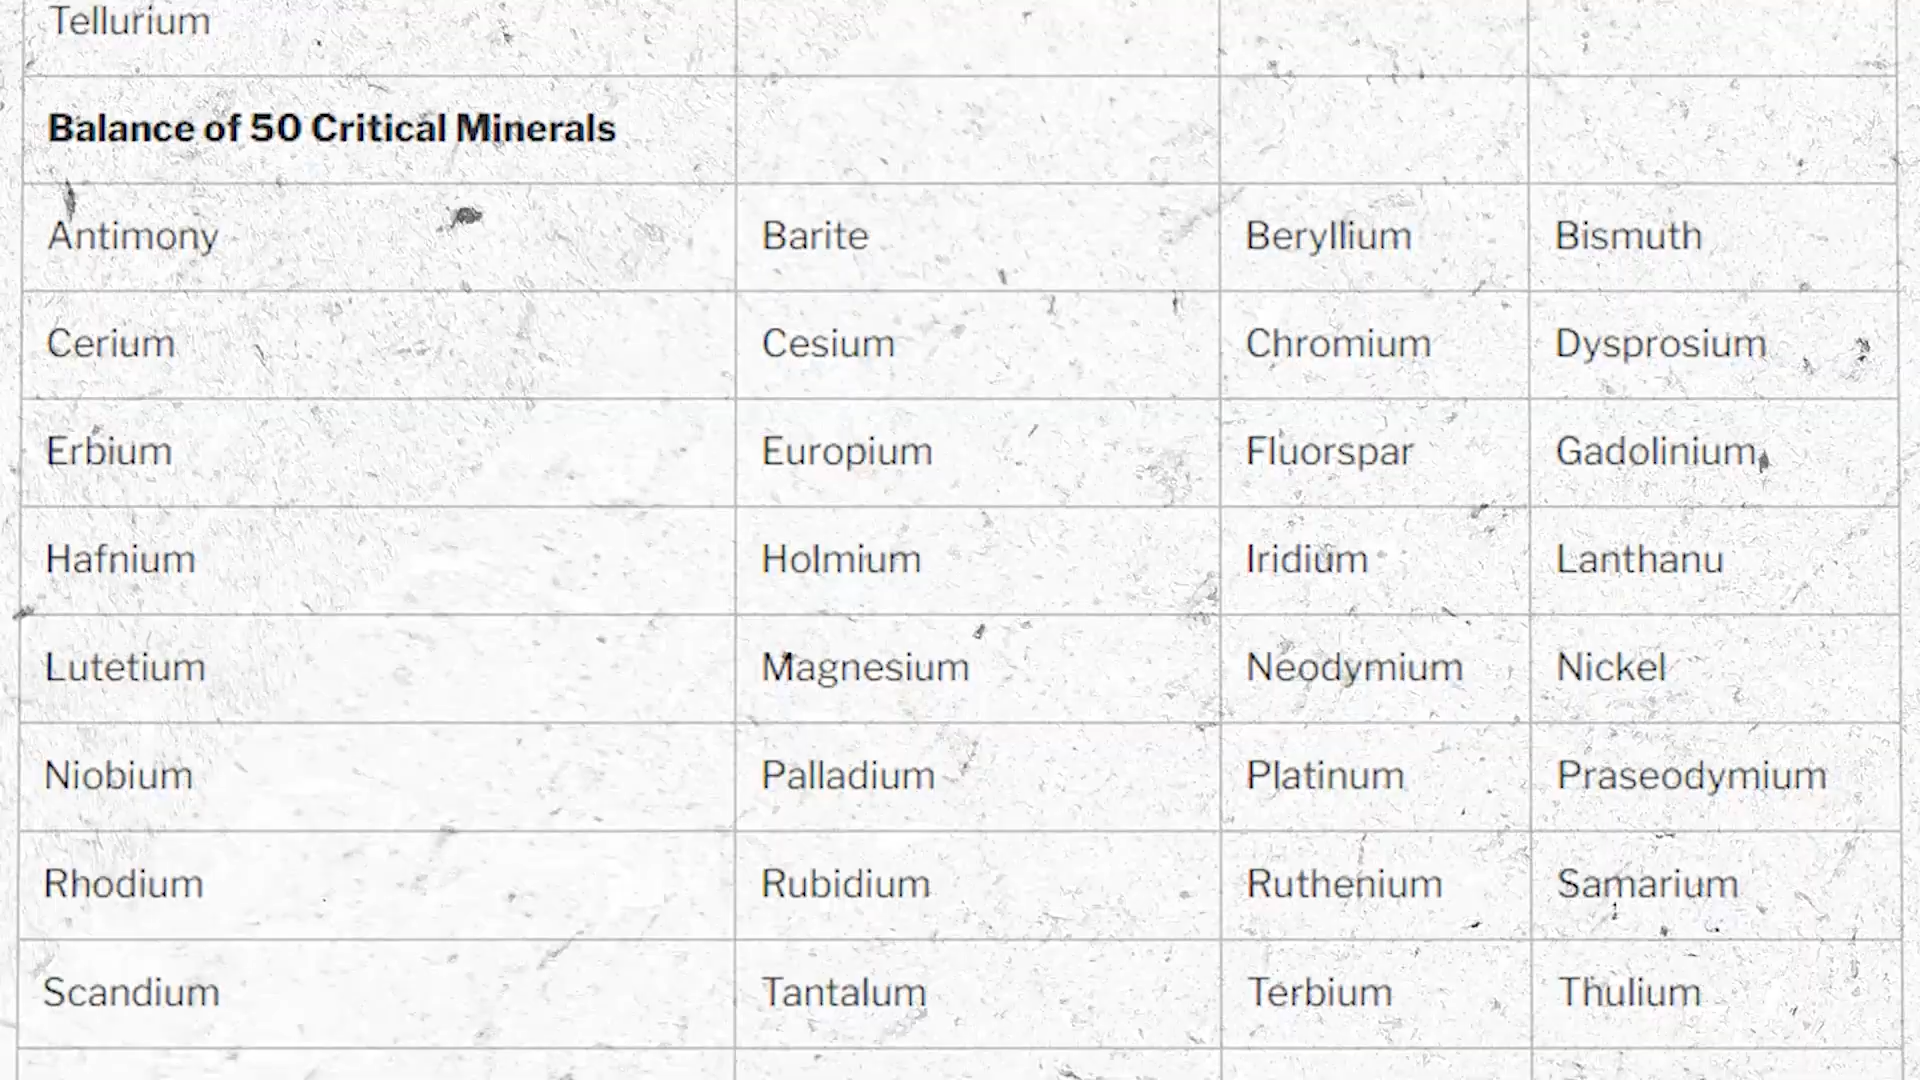 Tellurium
Balance of 50 Critical Minerals
Antimony Barite Beryllium Bismuth
Cerium Cesium Chromium Dysprosium
Erbium Europium Fluorspar Gadolinium
Hafnium Holmium Iridium Lanthanu
Lutetium Magnesium Neodymium Nickel
Niobium Palladium Platinum Praseodymium
Rhodium Rubidium Ruthenium Samarium
Scandium Tantalum Terbium Thulium